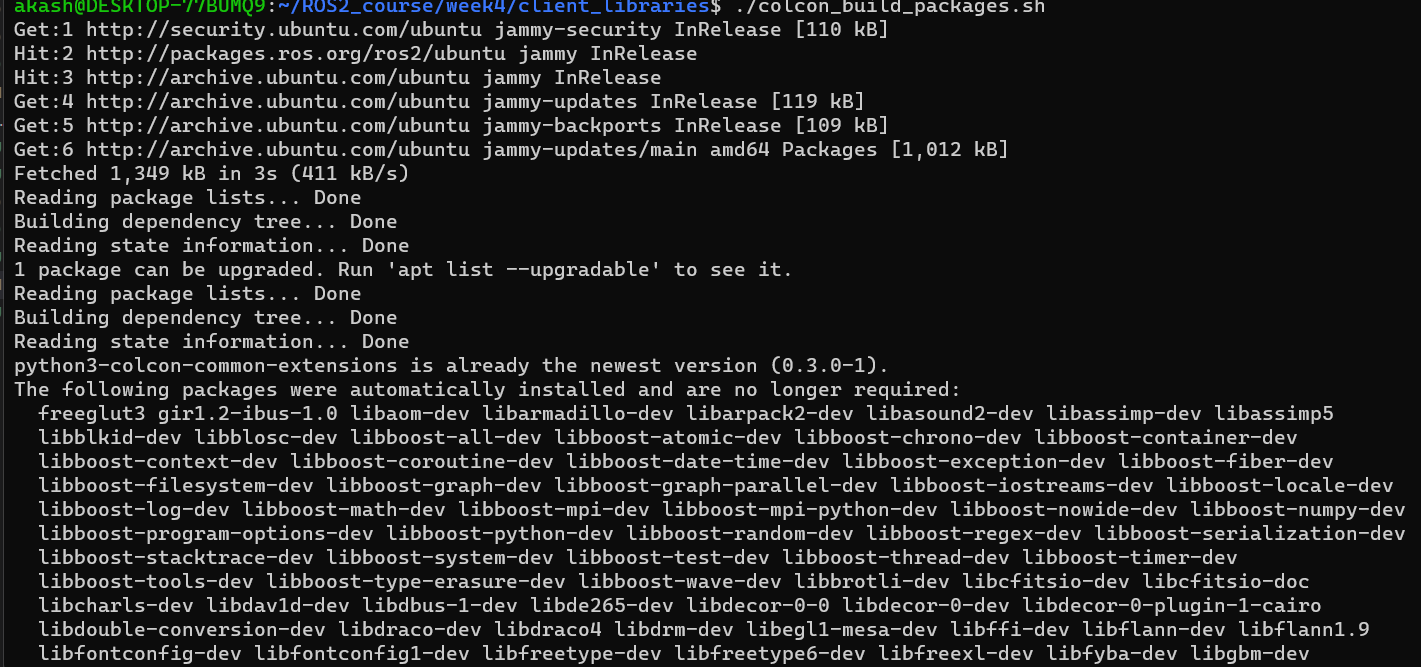 akash@DESKTOP-77BUMQ9:~/ROS2_course/week4/client_libraries$ ./colcon_build_packages.sh
Get:1 http://security.ubuntu.com/ubuntu jammy-security InRelease [110 kB]
Hit:2 http://packages.ros.org/ros2/ubuntu jammy InRelease
Hit:3 http://archive.ubuntu.com/ubuntu jammy InRelease
Get:4 http://archive.ubuntu.com/ubuntu jammy-updates InRelease [119 kB]
Get:5 http://archive.ubuntu.com/ubuntu jammy-backports InRelease [109 kB]
Get:6 http://archive.ubuntu.com/ubuntu jammy-updates/main amd64 Packages [1,012 kB]
Fetched 1,349 kB in 3s (411 kB/s)
Reading package lists... Done
Building dependency tree... Done
Reading state information... Done
1 package can be upgraded. Run 'apt list --upgradable' to see it.
Reading package lists... Done
Building dependency tree... Done
Reading state information... Done
python3-colcon-common-extensions is already the newest version (0.3.0-1).
The following packages were automatically installed and are no longer required:
  freeglut3 gir1.2-ibus-1.0 libaom-dev libarmadillo-dev libarpack2-dev libasound2-dev libassimp-dev libassimp5
  libblkid-dev libblosc-dev libboost-all-dev libboost-atomic-dev libboost-chrono-dev libboost-container-dev
  libboost-context-dev libboost-coroutine-dev libboost-date-time-dev libboost-exception-dev libboost-fiber-dev
  libboost-filesystem-dev libboost-graph-dev libboost-graph-parallel-dev libboost-iostreams-dev libboost-locale-dev
  libboost-log-dev libboost-math-dev libboost-mpi-dev libboost-mpi-python-dev libboost-nowide-dev libboost-numpy-dev
  libboost-program-options-dev libboost-python-dev libboost-random-dev libboost-regex-dev libboost-serialization-dev
  libboost-stacktrace-dev libboost-system-dev libboost-test-dev libboost-thread-dev libboost-timer-dev
  libboost-tools-dev libboost-type-erasure-dev libboost-wave-dev libbrotli-dev libcfitsio-dev libcfitsio-doc
  libcharls-dev libdav1d-dev libdbus-1-dev libde265-dev libdecor-0-0 libdecor-0-dev libdecor-0-plugin-1-cairo
  libdouble-conversion-dev libdraco-dev libdraco4 libdrm-dev libegl1-mesa-dev libffi-dev libflann-dev libflann1.9
  libfontconfig-dev libfontconfig1-dev libfreetype-dev libfreetype6-dev libfreexl-dev libfyba-dev libgbm-dev